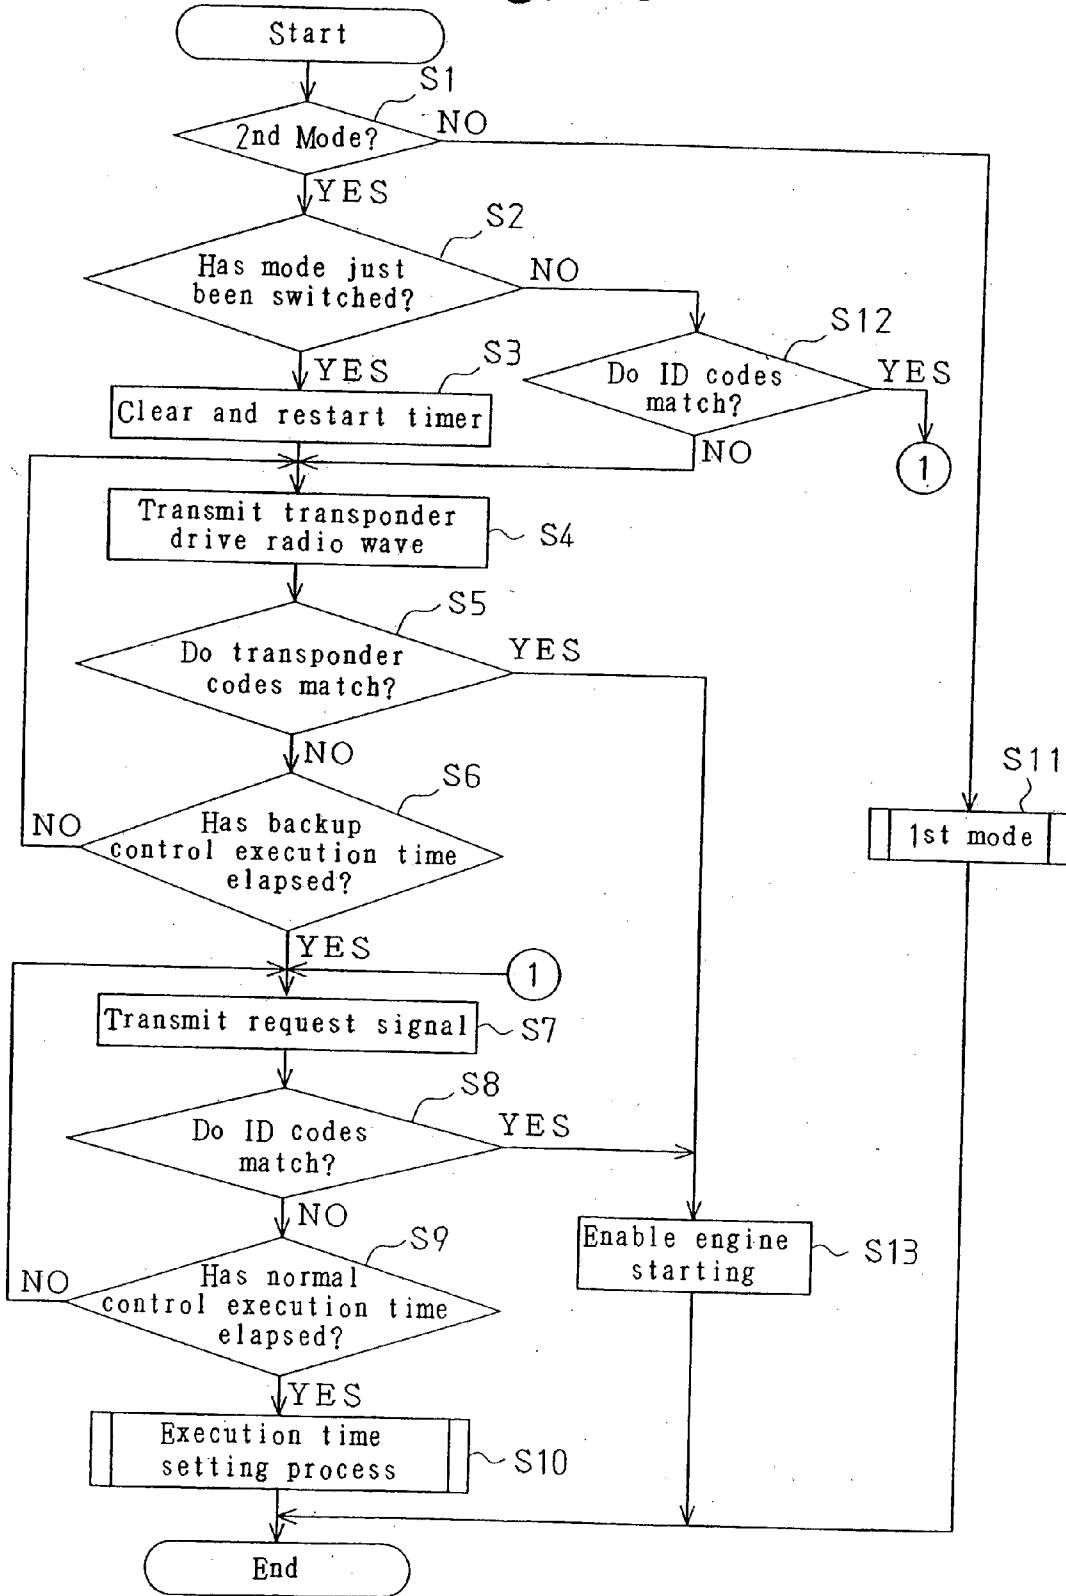 Start
S1
2nd Mode?
NO
YES
S2
Has mode just
been switched?
NO
S12
YES
S3
Do ID codes
match?
YES
Clear and restart timer
NO
1
Transmit transponder
drive radio wave
S4
S5
Do transponder
codes match?
YES
NO
S6
S11
NO
Has backup
control execution time
elapsed?
1st mode
YES
1
Transmit request signal
S7
S8
Do ID codes
match?
YES
NO
S9
NO
Has normal
control execution time
elapsed?
Enable engine
starting
S13
YES
Execution time
setting process
S10
End